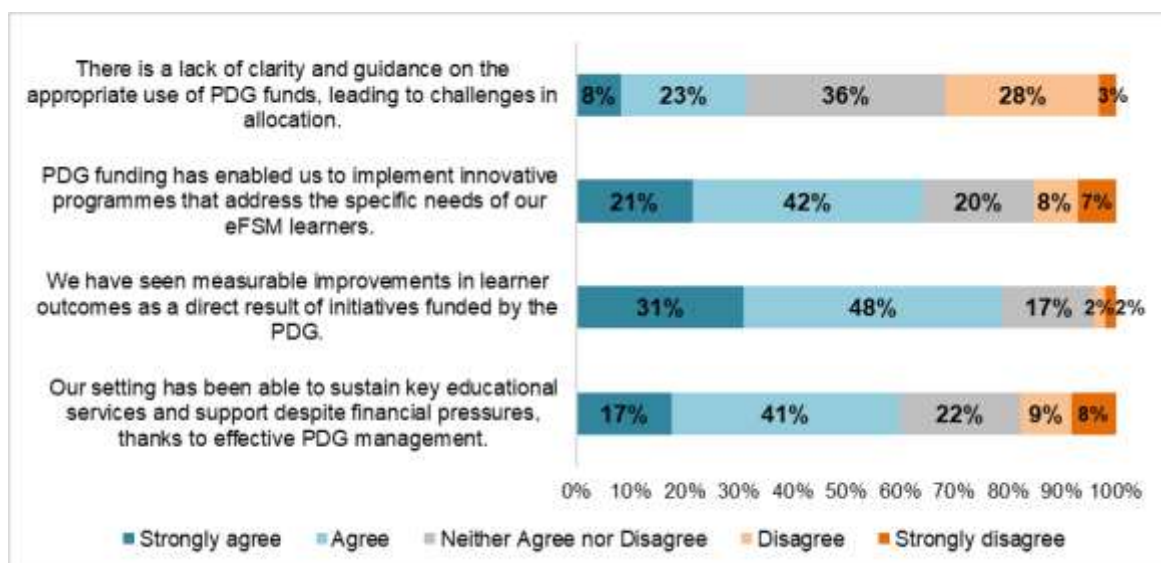 There is a lack of clarity and guidance on the
appropriate use of PDG funds, leading to challenges in
allocation.
8% 23% 36% 28% 3%
PDG funding has enabled us to implement innovative
programmes that address the specific needs of our
eFSM learners.
21% 42% 20% 8% 7%
We have seen measurable improvements in learner
outcomes as a direct result of initiatives funded by the
PDG.
31% 48% 17% 2% 2%
Our setting has been able to sustain key educational
services and support despite financial pressures,
thanks to effective PDG management.
17% 41% 22% 9% 8%
0% 10% 20% 30% 40% 50% 60% 70% 80% 90% 100%
Strongly agree Agree Neither Agree nor Disagree Disagree Strongly disagree